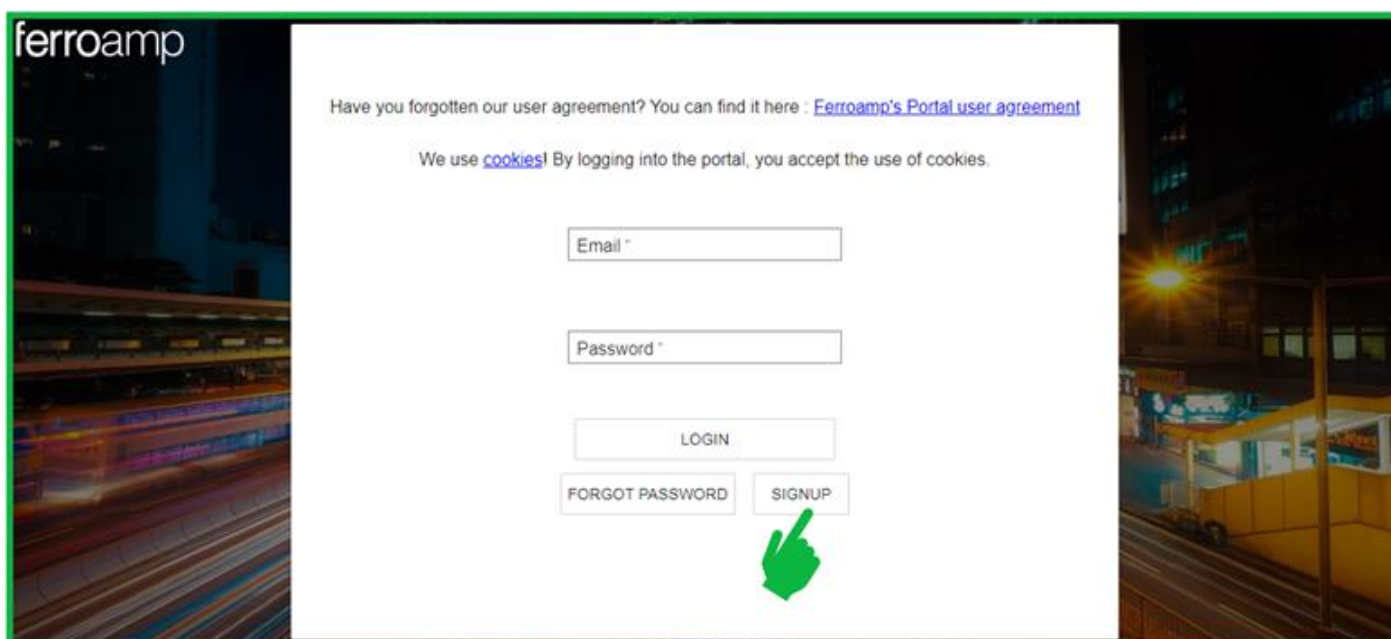 ferroamp
Have you forgotten our user agreement? You can find it here : Ferroamp's Portal user agreement
We use cookies! By logging into the portal, you accept the use of cookies.
Email *
Password *
LOGIN
FORGOT PASSWORD SIGNUP